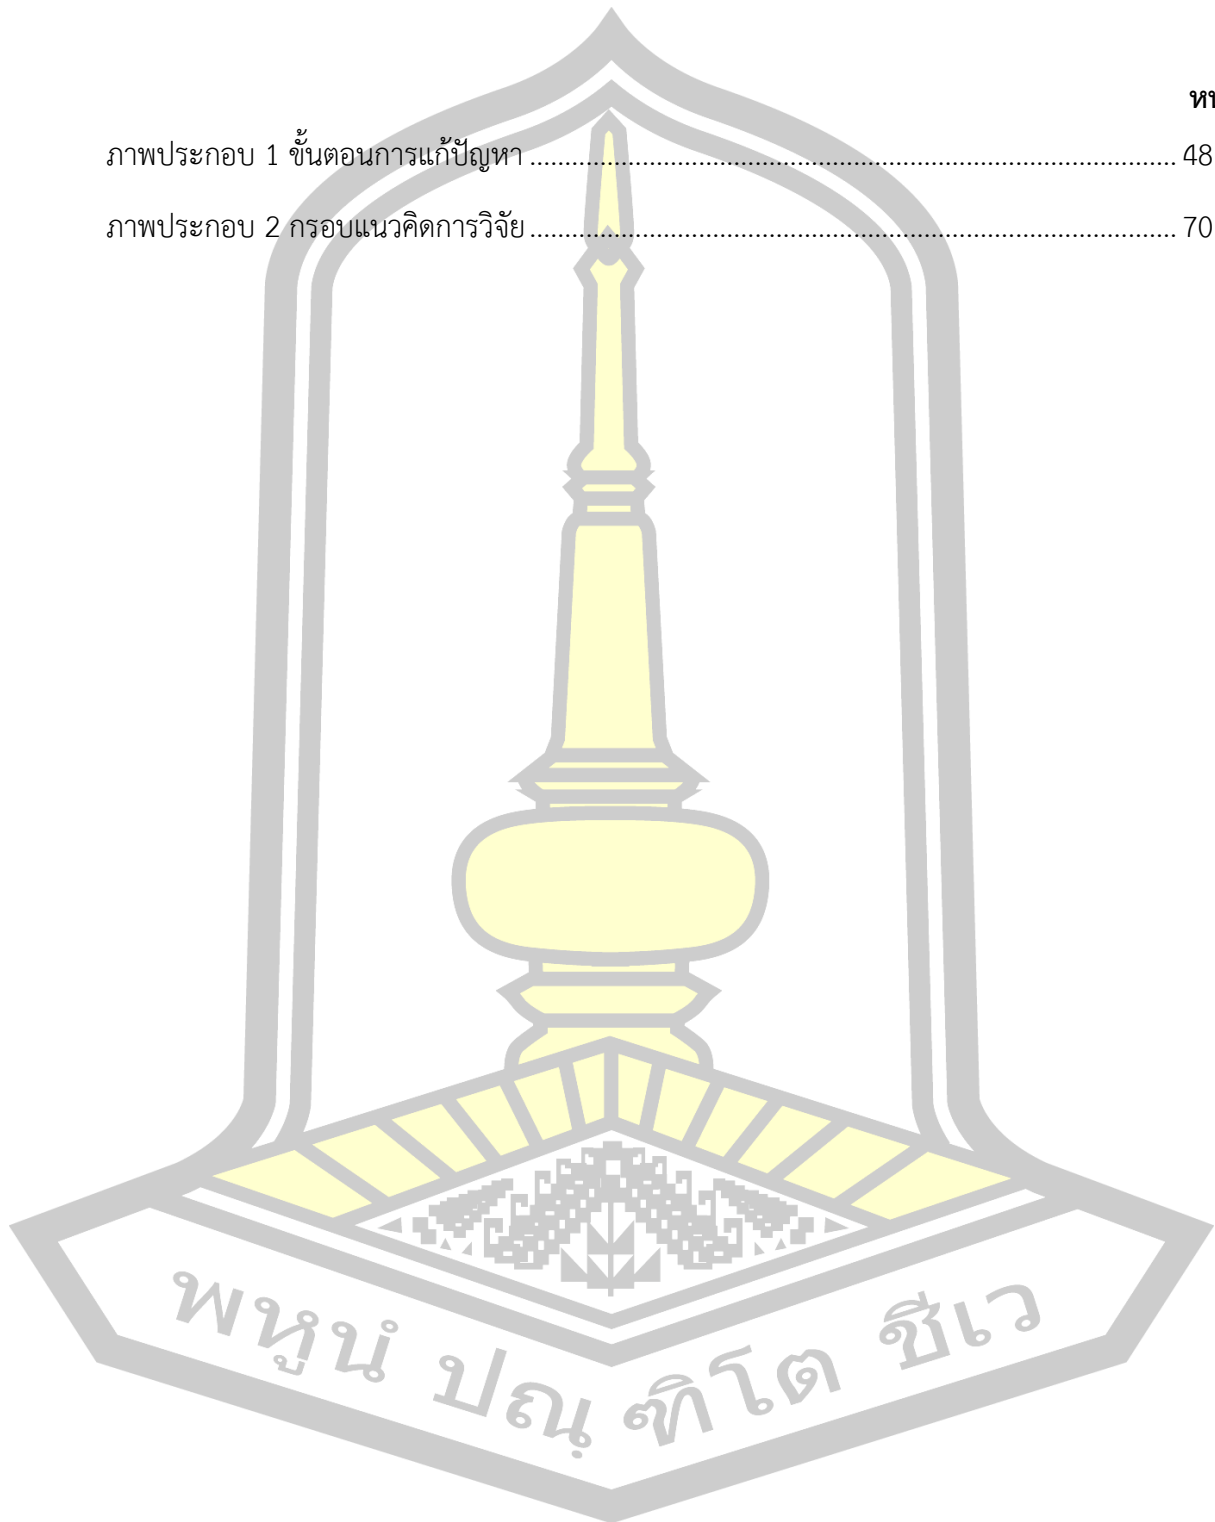 ภาพประกอบ 1 ขั้นตอนการแก้ปัญหา ........................................................................................ 48
ภาพประกอบ 2 กรอบแนวคิดการวิจัย ........................................................................................ 70
พหูนํ ปณฺฑิโต ชีเว